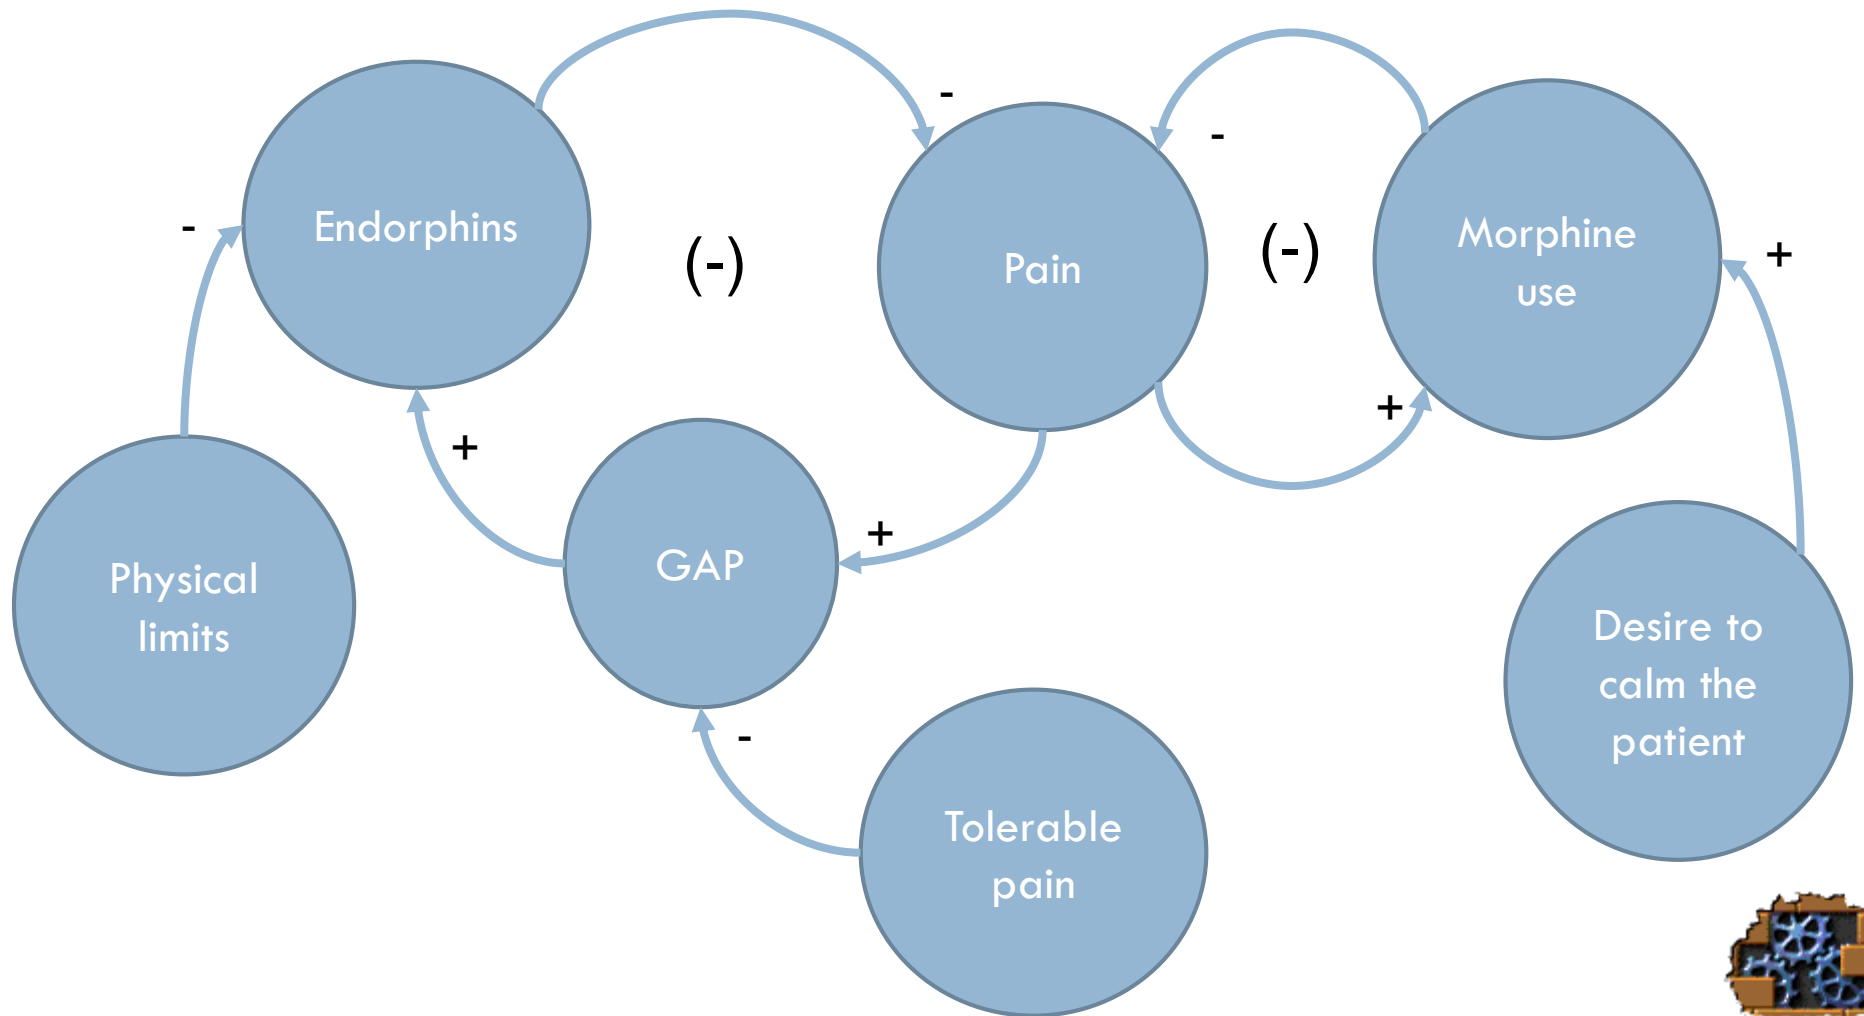 -
-
-
Endorphins
(-)
Pain
(-)
Morphine
use
+
+
+
+
Physical
limits
GAP
-
Desire to
calm the
patient
Tolerable
pain